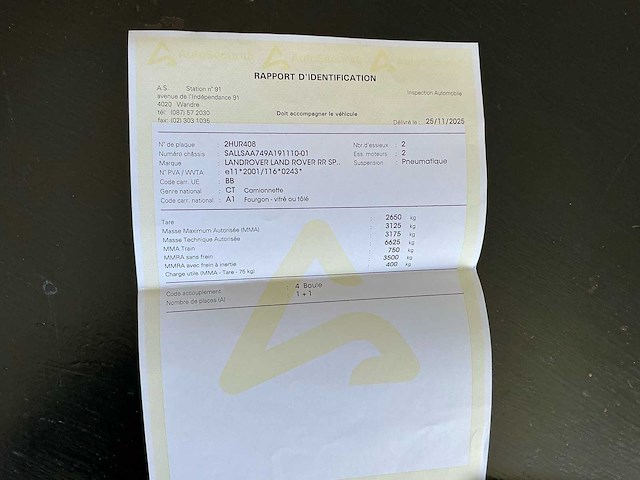 RAPPORT D'IDENTIFICATION
A.S. Station n° 91
avenue de l'Indépendance 91
4020 Wandre
tél: (087) 57 2030
fax: (02) 303-1035
Inspection Automobile
Doit accompagner le véhicule
Délivré le : 25/11/2025
N° de plaque : 2HUR408
Numéro châssis : SALLSAA749A191110-01
Marque : LANDROVER LAND ROVER RR SP..
N° PVA / WVTA : e11*2001/116*0243*
Code carr. UE : BB
Genre national : CT Camionnette
Code carr. national : A1 Fourgon - vitré ou tôlé
Nbr d'essieux : 2
Ess. moteurs : 2
Suspension : Pneumatique
Tare : 2650 kg
Masse Maximum Autorisée (MMA) : 3125 kg
Masse Technique Autorisée : 3175 kg
MMA Train : 6625 kg
MMRA sans frein : 750 kg
MMRA avec frein à inertie : 3500 kg
Charge utile (MMA - Tare - 75 kg) : 400 kg
Code accouplement : 4 Boule
Nombre de places (A) : 1 + 1